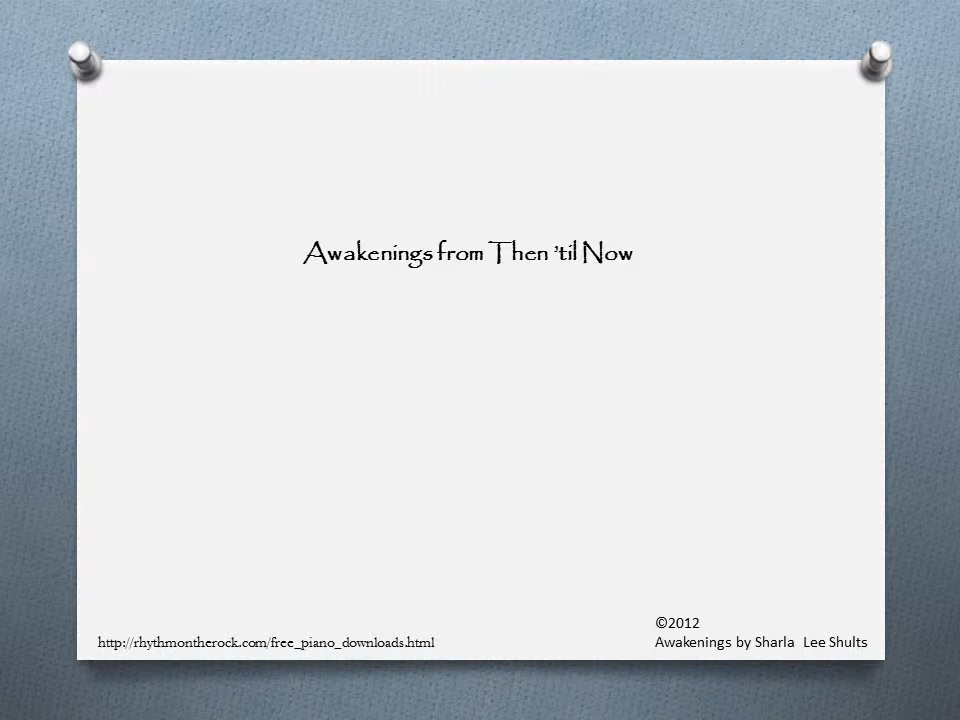 Awakenings from Then 'til Now
©2012
http://rhythmontherock.com/free_piano_downloads.html
Awakenings by Sharla  Lee Shults